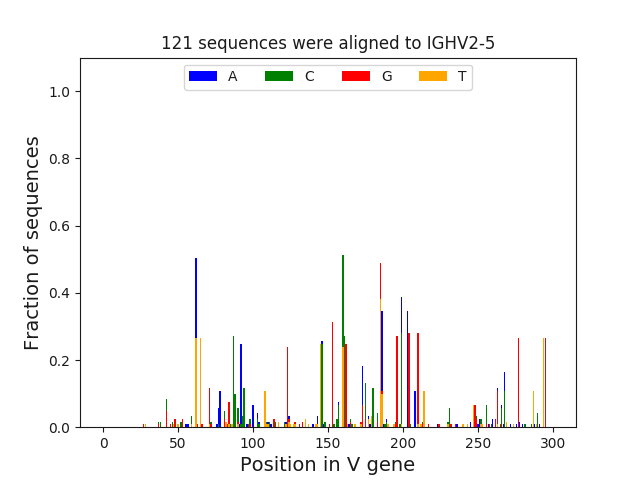 121 sequences were aligned to IGHV2-5
A C G T
1.0
0.8
0.6
0.4
0.2
0.0
Fraction of sequences
0 50 100 150 200 250 300
Position in V gene